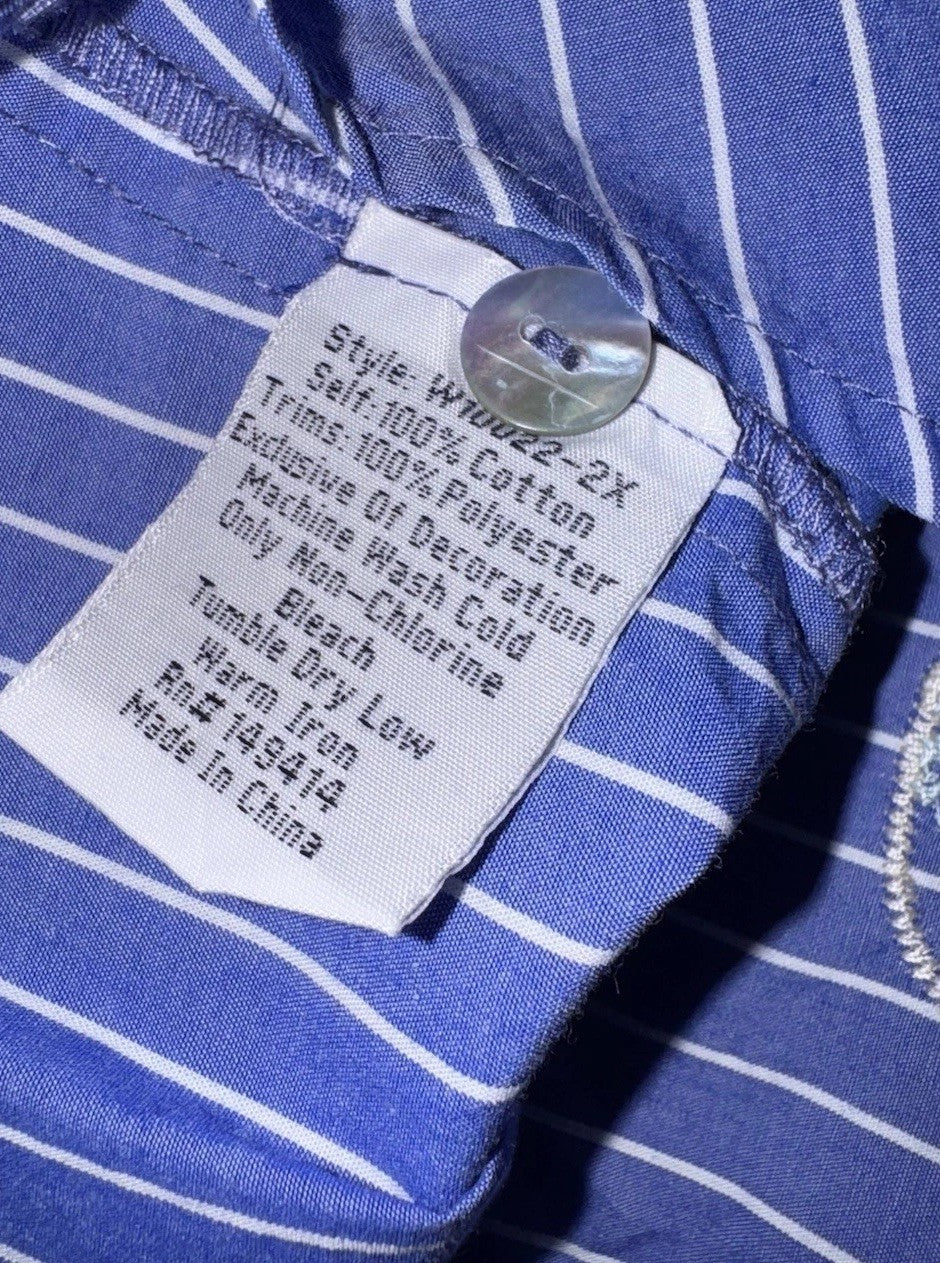 Style: W10022-2X
Self: 100% Cotton
Trims: 100% Polyester
Exclusive Of Decoration
Machine Wash Cold
Only Non-Chlorine
Bleach
Tumble Dry Low
Warm Iron
Rn# 149414
Made In China